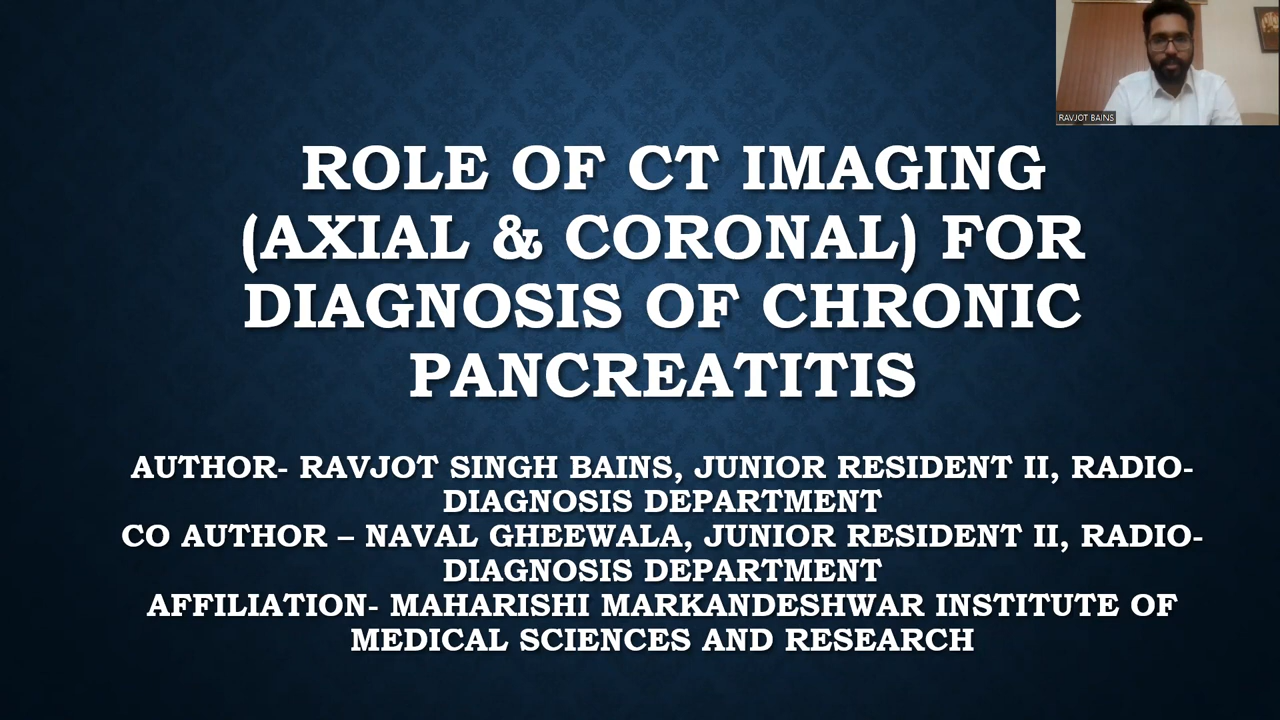 RAVJOT BAINS
ROLE OF CT IMAGING
(AXIAL & CORONAL) FOR
DIAGNOSIS OF CHRONIC
PANCREATITIS
AUTHOR- RAVJOT SINGH BAINS, JUNIOR RESIDENT II, RADIO-
DIAGNOSIS DEPARTMENT
CO AUTHOR – NAVAL GHEEWALA, JUNIOR RESIDENT II, RADIO-
DIAGNOSIS DEPARTMENT
AFFILIATION- MAHARISHI MARKANDESHWAR INSTITUTE OF
MEDICAL SCIENCES AND RESEARCH